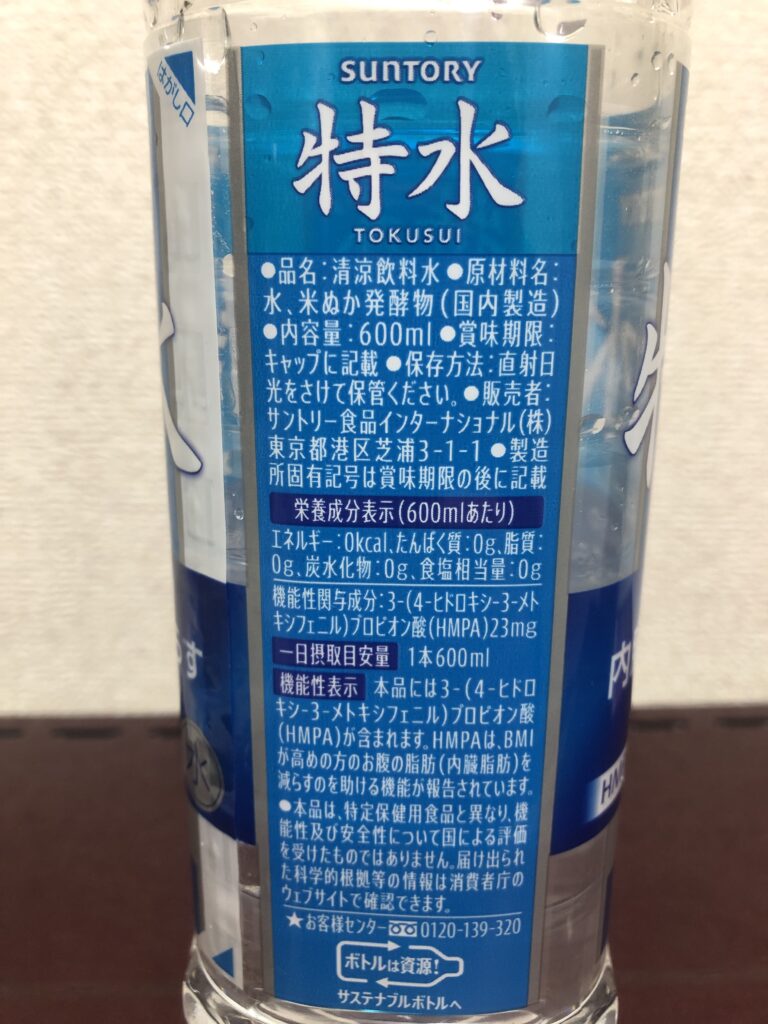 はがし口
SUNTORY
特水
TOKUSUI
●品名:清涼飲料水●原材料名:
水、米ぬか発酵物(国内製造)
●内容量:600ml●賞味期限:
キャップに記載●保存方法:直射日
光をさけて保管ください。●販売者:
サントリー食品インターナショナル(株)
東京都港区芝浦3-1-1●製造
所固有記号は賞味期限の後に記載
栄養成分表示(600mlあたり)
エネルギー:0kcal、たんぱく質:0g、脂質:
0g、炭水化物:0g、食塩相当量:0g
機能性関与成分:3-(4-ヒドロキシ-3-メト
キシフェニル)プロピオン酸(HMPA)23mg
一日摂取目安量 1本600ml
機能性表示 本品には3-(4-ヒドロ
キシ-3-メトキシフェニル)プロピオン酸
(HMPA)が含まれます。HMPAは、BMI
が高めの方のお腹の脂肪(内臓脂肪)を
減らすのを助ける機能が報告されています。
●本品は、特定保健用食品と異なり、機
能性及び安全性について国による評価
を受けたものではありません。届け出られ
た科学的根拠等の情報は消費者庁の
ウェブサイトで確認できます。
★お客様センター 0120-139-320
ボトルは資源!
サステナブルボトルへ
水
らす
水
内